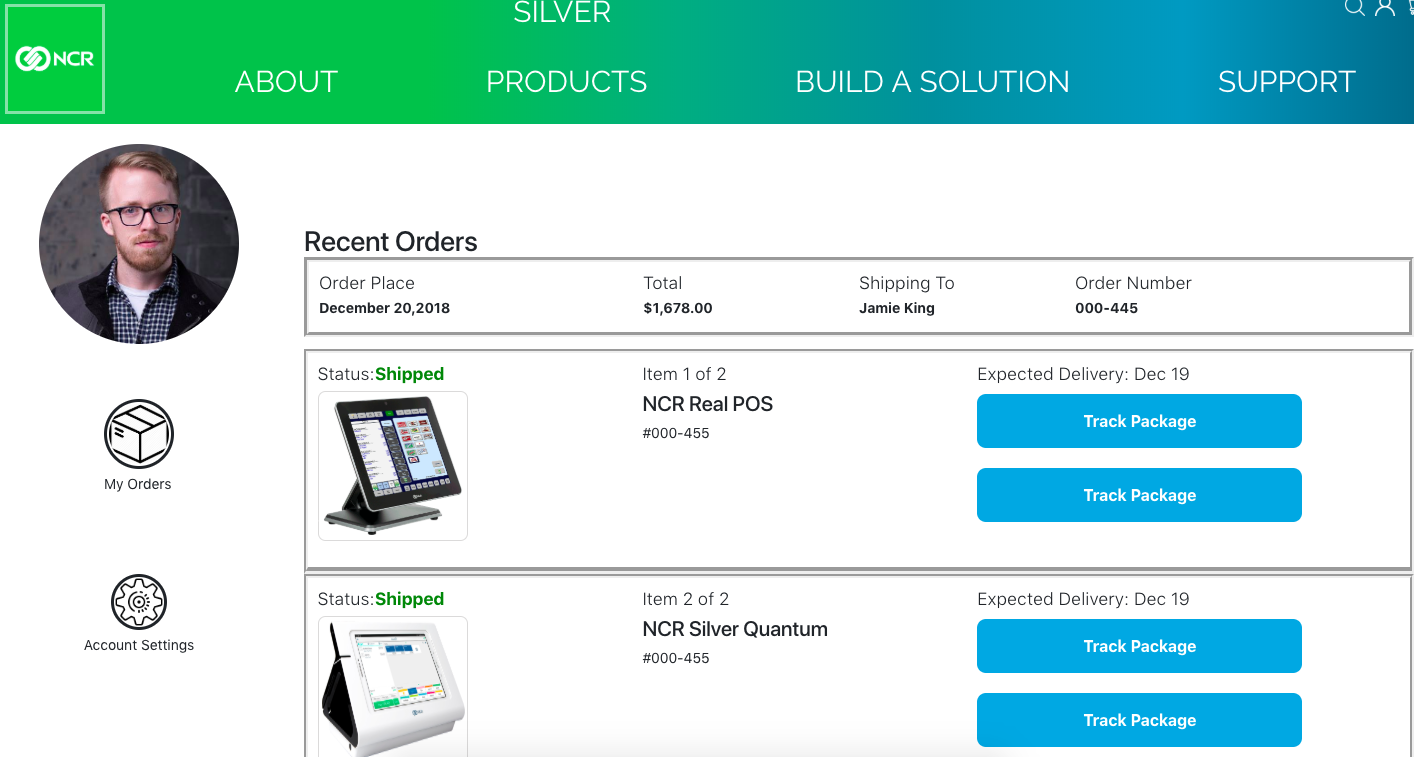 SILVER
NCR
ABOUT PRODUCTS BUILD A SOLUTION SUPPORT
Recent Orders
Order Place Total Shipping To Order Number
December 20,2018 $1,678.00 Jamie King 000-445
Status:Shipped Item 1 of 2 Expected Delivery: Dec 19
NCR Real POS Track Package
#000-455
Track Package
My Orders
Status:Shipped Item 2 of 2 Expected Delivery: Dec 19
NCR Silver Quantum Track Package
#000-455
Account Settings
Track Package